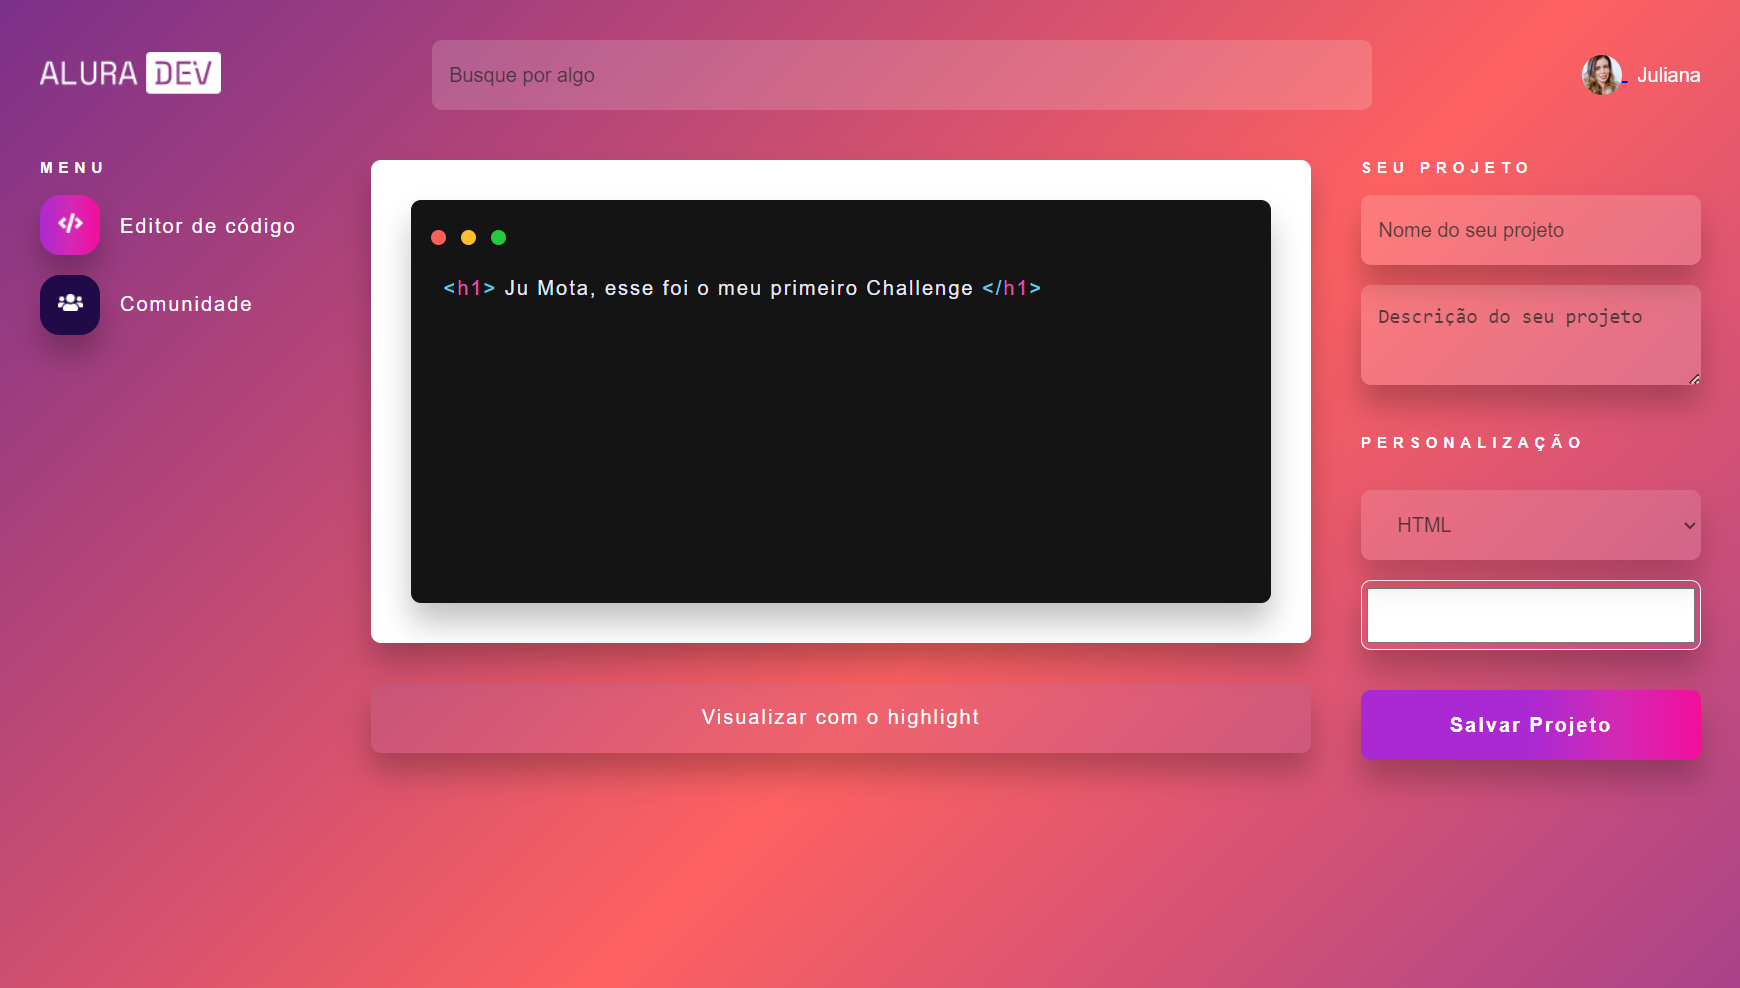 ALURA DEV
Busque por algo
Juliana
MENU
Editor de código
Comunidade
<h1> Ju Mota, esse foi o meu primeiro Challenge </h1>
Visualizar com o highlight
SEU PROJETO
Nome do seu projeto
Descrição do seu projeto
PERSONALIZAÇÃO
HTML
Salvar Projeto